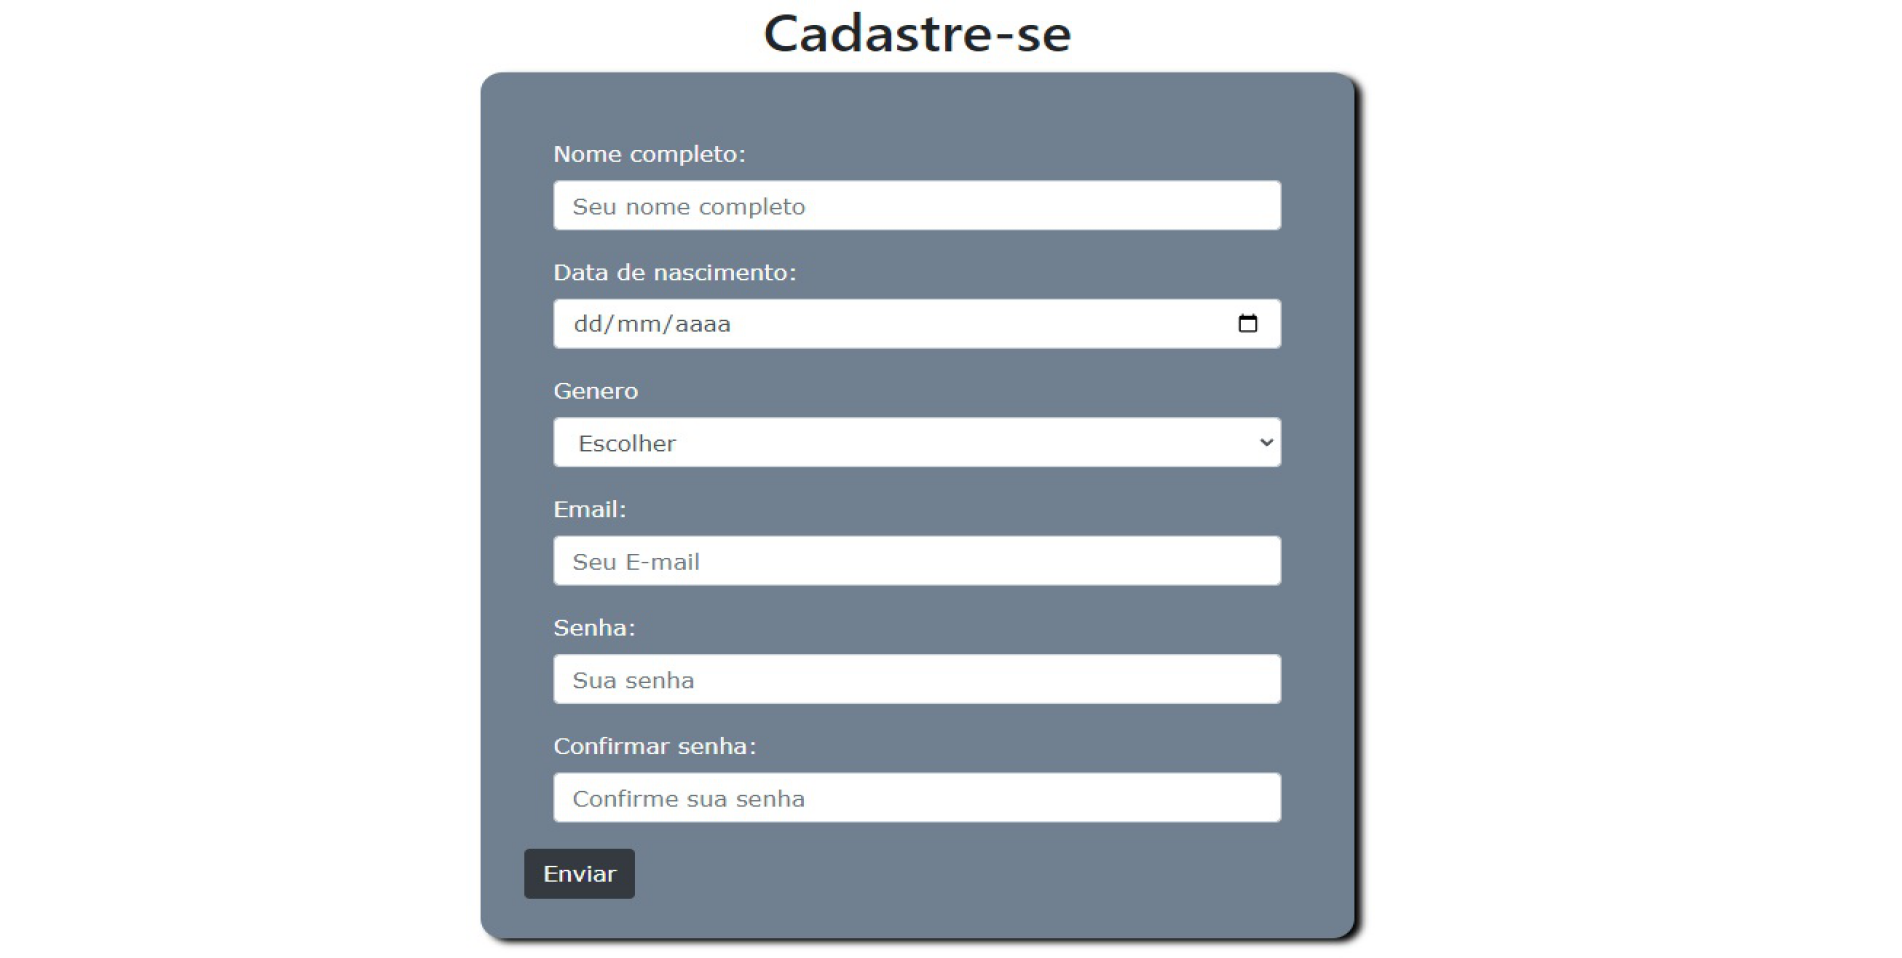 Cadastre-se
Nome completo:
Seu nome completo
Data de nascimento:
dd/mm/aaaa
Genero
Escolher
Email:
Seu E-mail
Senha:
Sua senha
Confirmar senha:
Confirme sua senha
Enviar